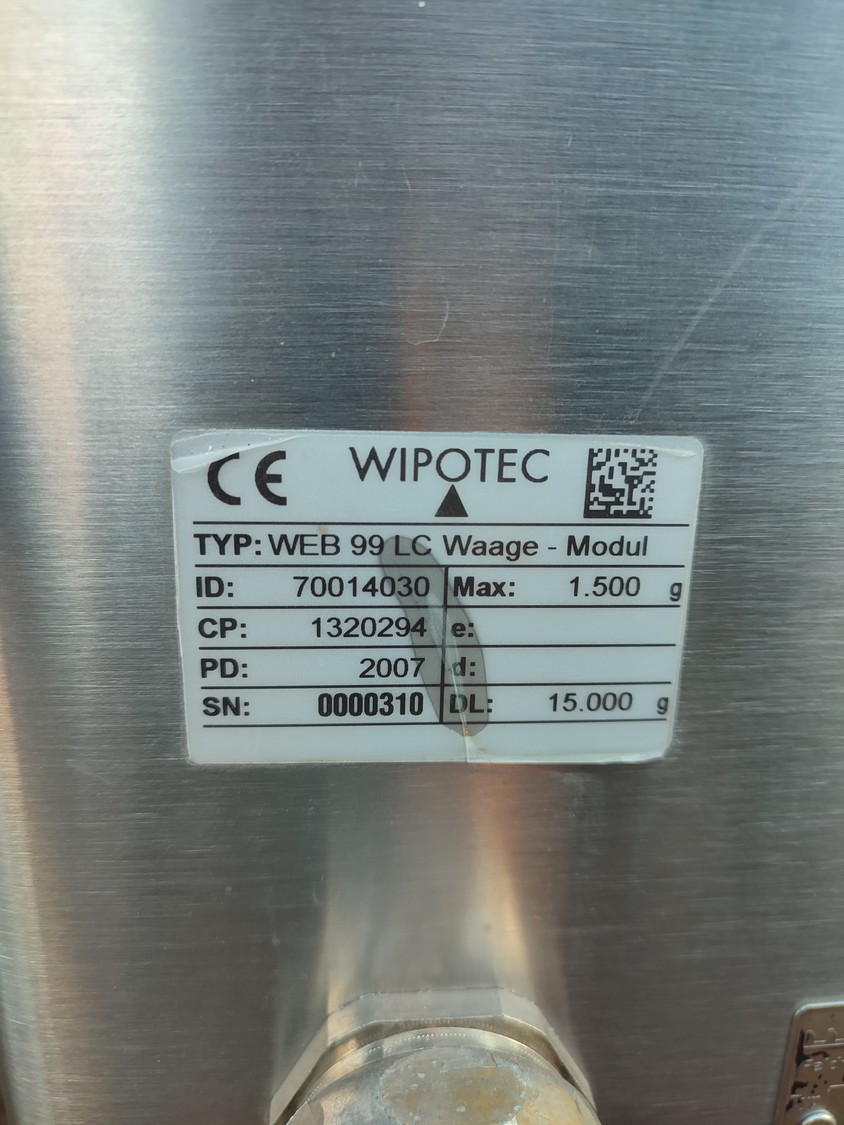 CE WIPOTEC
TYP: WEB 99 LC Waage - Modul
ID: 70014030 Max: 1.500 g
CP: 1320294 e:
PD: 2007 d:
SN: 0000310 DL: 15.000 g